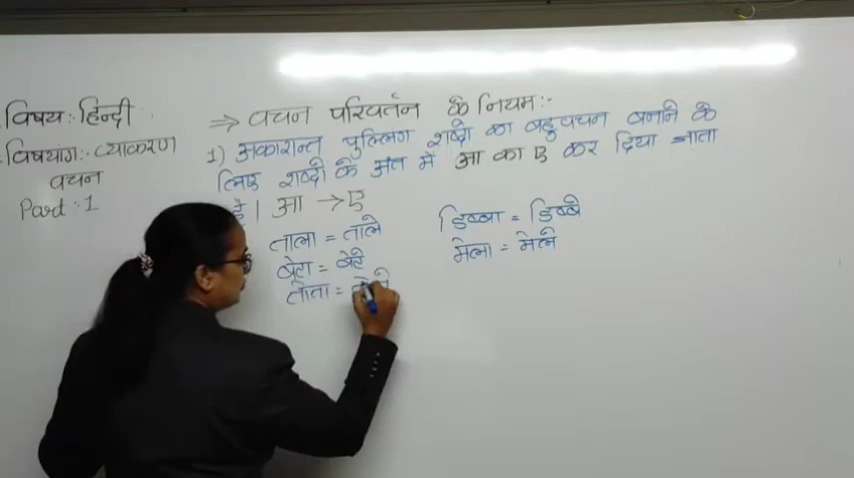 विषय:- हिन्दी
विषयांग:- व्याकरण
वचन
Part : 1
⇒ वचन परिवर्तन के नियम:-
1) अकारान्त पुल्लिंग शब्दो का बहुवचन बनाने के
लिए शब्दो के अंत में आ का ए कर दिया जाता
है। आ → ए
ताला = ताले
बेटा = बेटे
तोता =
डिब्बा = डिब्बे
मेला = मेले